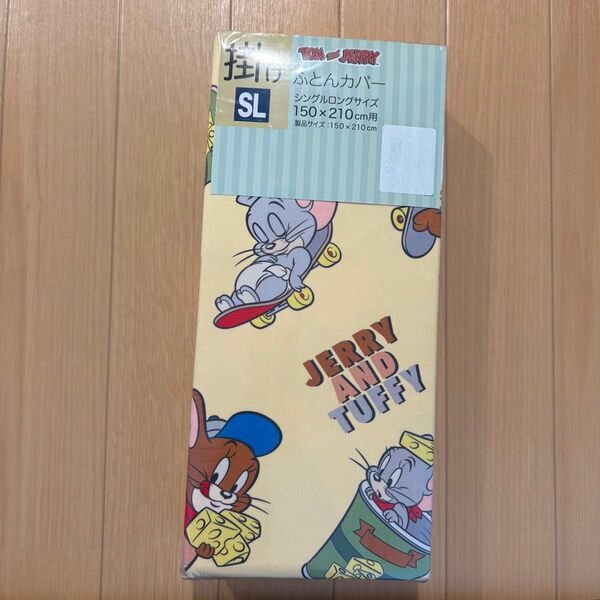 TOM and JERRY
掛け ふとんカバー
SL
シングルロングサイズ
150×210cm用
製品サイズ:150×210cm
JERRY
AND
TUFFY